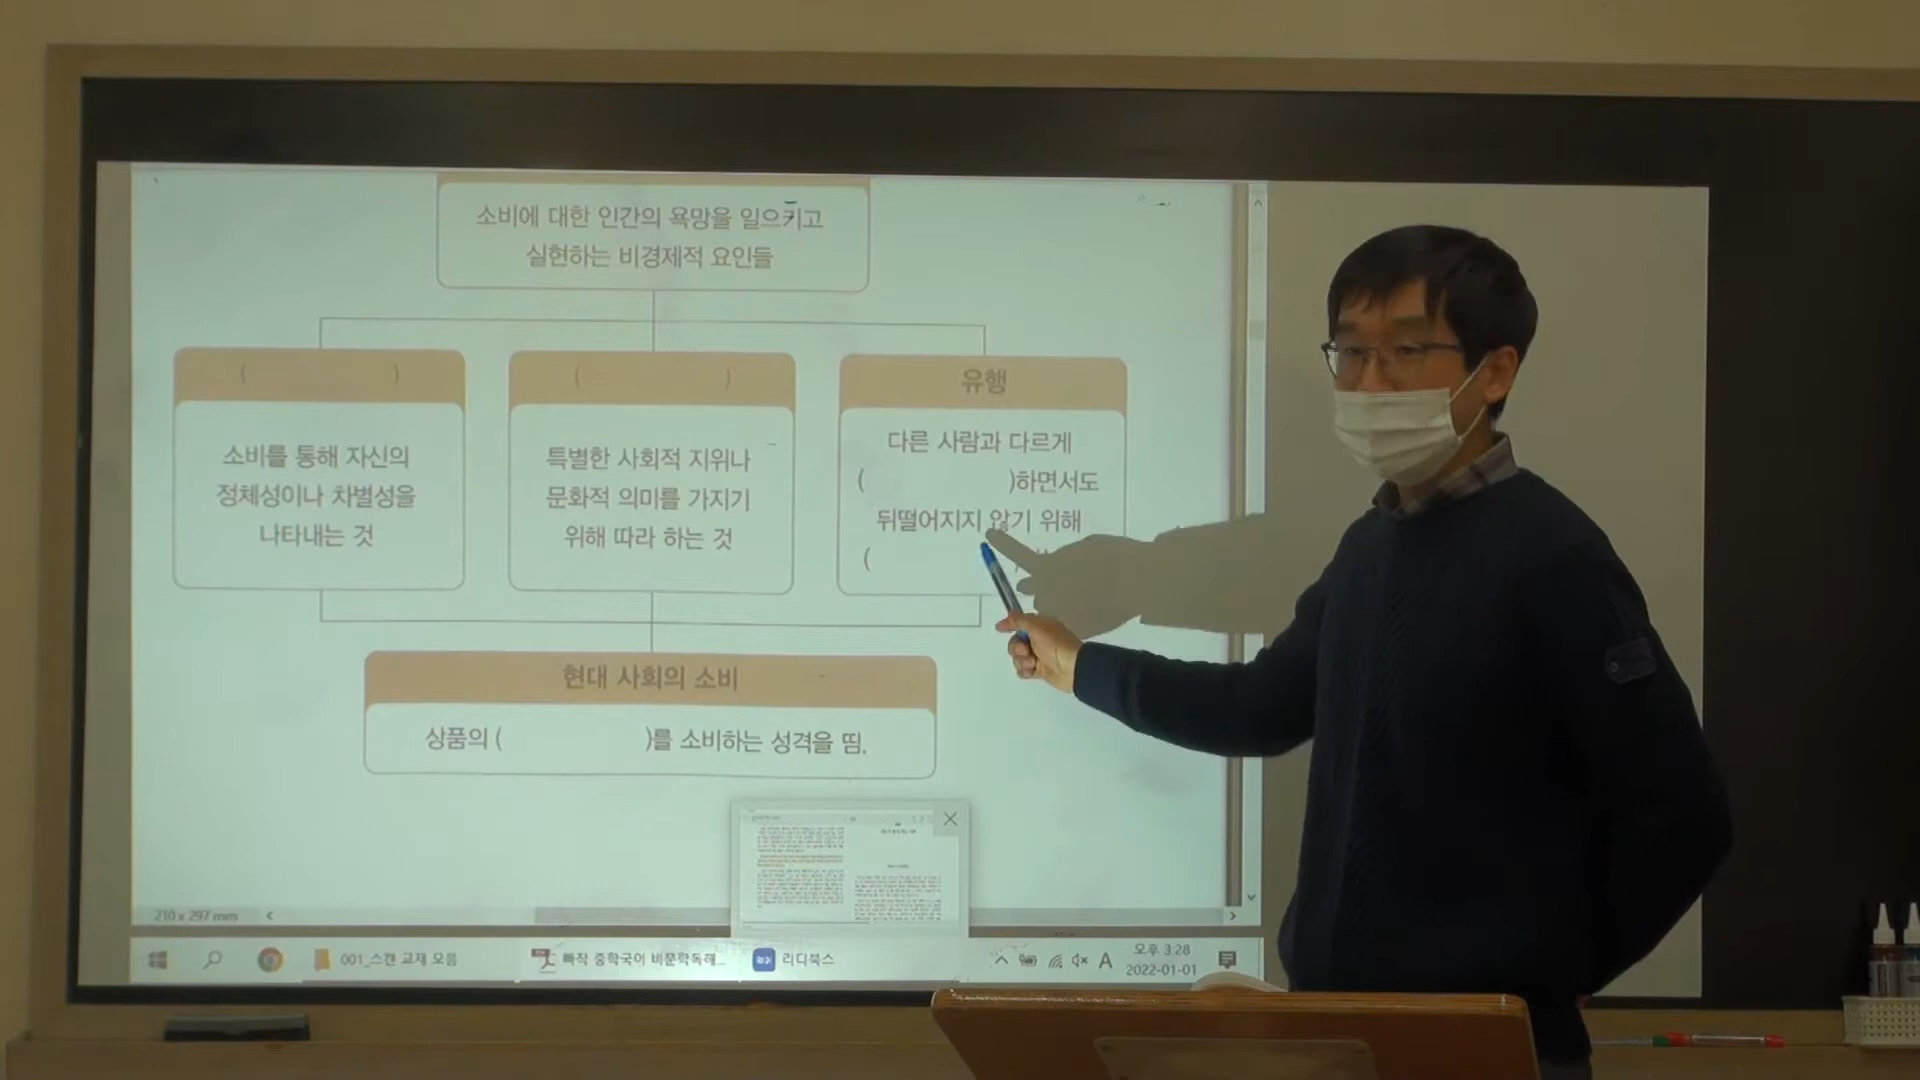 소비에 대한 인간의 욕망을 일으키고
실현하는 비경제적 요인들
( )
소비를 통해 자신의
정체성이나 차별성을
나타내는 것
( )
특별한 사회적 지위나
문화적 의미를 가지기
위해 따라 하는 것
유행
다른 사람과 다르게
( )하면서도
뒤떨어지지 않기 위해
(
현대 사회의 소비
상품의 ( )를 소비하는 성격을 띰.
210 x 297 mm
001_스캔 교재 모음
빠작 중학국어 비문학독해...
리디북스
A
오후 3:28
2022-01-01